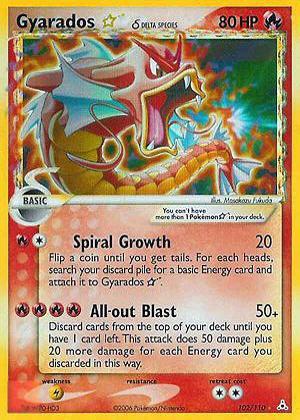 Gyarados ☆ δ DELTA SPECIES 80 HP
Illus. Masakazu Fukuda
BASIC
You can't have
more than 1 Pokémon ☆ in your deck.
Spiral Growth 20
Flip a coin until you get tails. For each heads,
search your discard pile for a basic Energy card and
attach it to Gyarados ☆.
All-out Blast 50+
Discard cards from the top of your deck until you
have 1 card left. This attack does 50 damage plus
20 more damage for each Energy card you
discarded in this way.
weakness resistance retreat cost
©2006 Pokémon/Nintendo 102/110